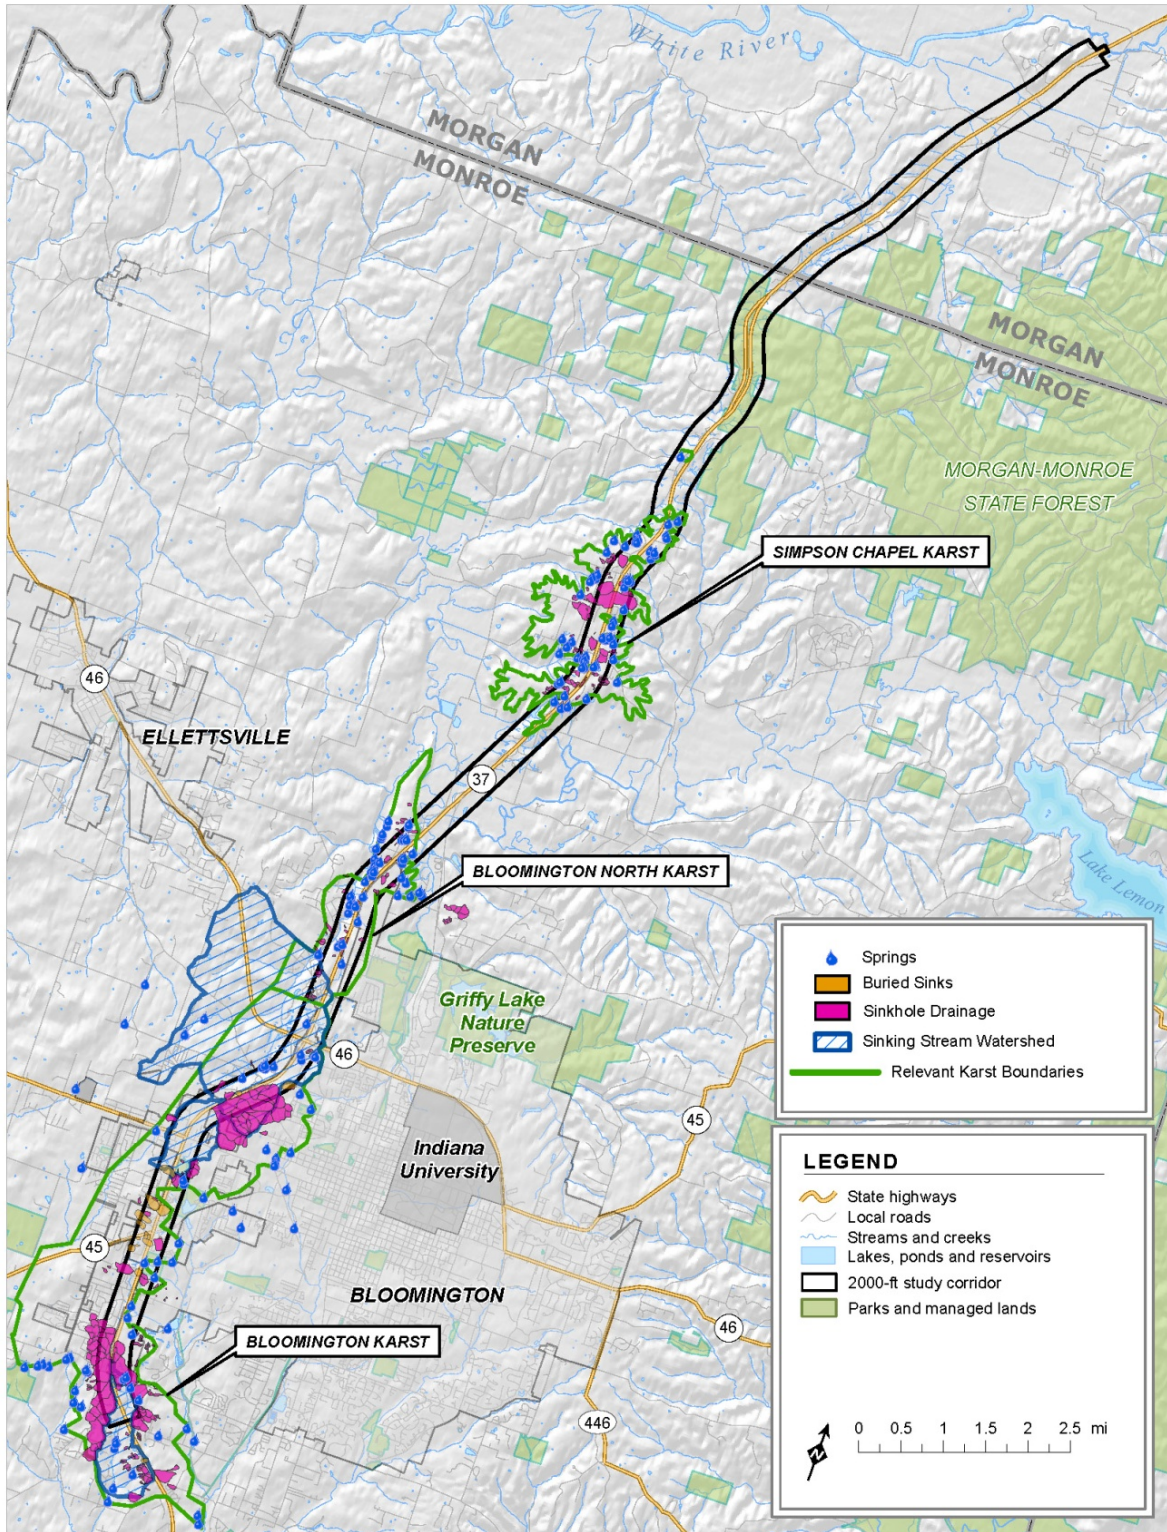 White River
MORGAN
MONROE
MORGAN
MONROE
MORGAN-MONROE
STATE FOREST
SIMPSON CHAPEL KARST
46
ELLETTSVILLE
37
Lake Lemon
BLOOMINGTON NORTH KARST
Griffy Lake
Nature
Preserve
46
45
Indiana
University
45
BLOOMINGTON
46
BLOOMINGTON KARST
446
Springs
Buried Sinks
Sinkhole Drainage
Sinking Stream Watershed
Relevant Karst Boundaries
LEGEND
State highways
Local roads
Streams and creeks
Lakes, ponds and reservoirs
2000-ft study corridor
Parks and managed lands
N
0 0.5 1 1.5 2 2.5 mi